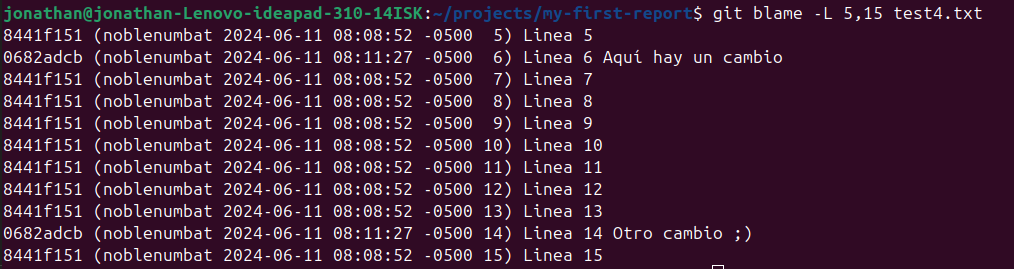 jonathan@jonathan-Lenovo-ideapad-310-14ISK:~/projects/my-first-report$ git blame -L 5,15 test4.txt
8441f151 (noblenumbat 2024-06-11 08:08:52 -0500  5) Linea 5
0682adcb (noblenumbat 2024-06-11 08:11:27 -0500  6) Linea 6 Aquí hay un cambio
8441f151 (noblenumbat 2024-06-11 08:08:52 -0500  7) Linea 7
8441f151 (noblenumbat 2024-06-11 08:08:52 -0500  8) Linea 8
8441f151 (noblenumbat 2024-06-11 08:08:52 -0500  9) Linea 9
8441f151 (noblenumbat 2024-06-11 08:08:52 -0500 10) Linea 10
8441f151 (noblenumbat 2024-06-11 08:08:52 -0500 11) Linea 11
8441f151 (noblenumbat 2024-06-11 08:08:52 -0500 12) Linea 12
8441f151 (noblenumbat 2024-06-11 08:08:52 -0500 13) Linea 13
0682adcb (noblenumbat 2024-06-11 08:11:27 -0500 14) Linea 14 Otro cambio ;)
8441f151 (noblenumbat 2024-06-11 08:08:52 -0500 15) Linea 15